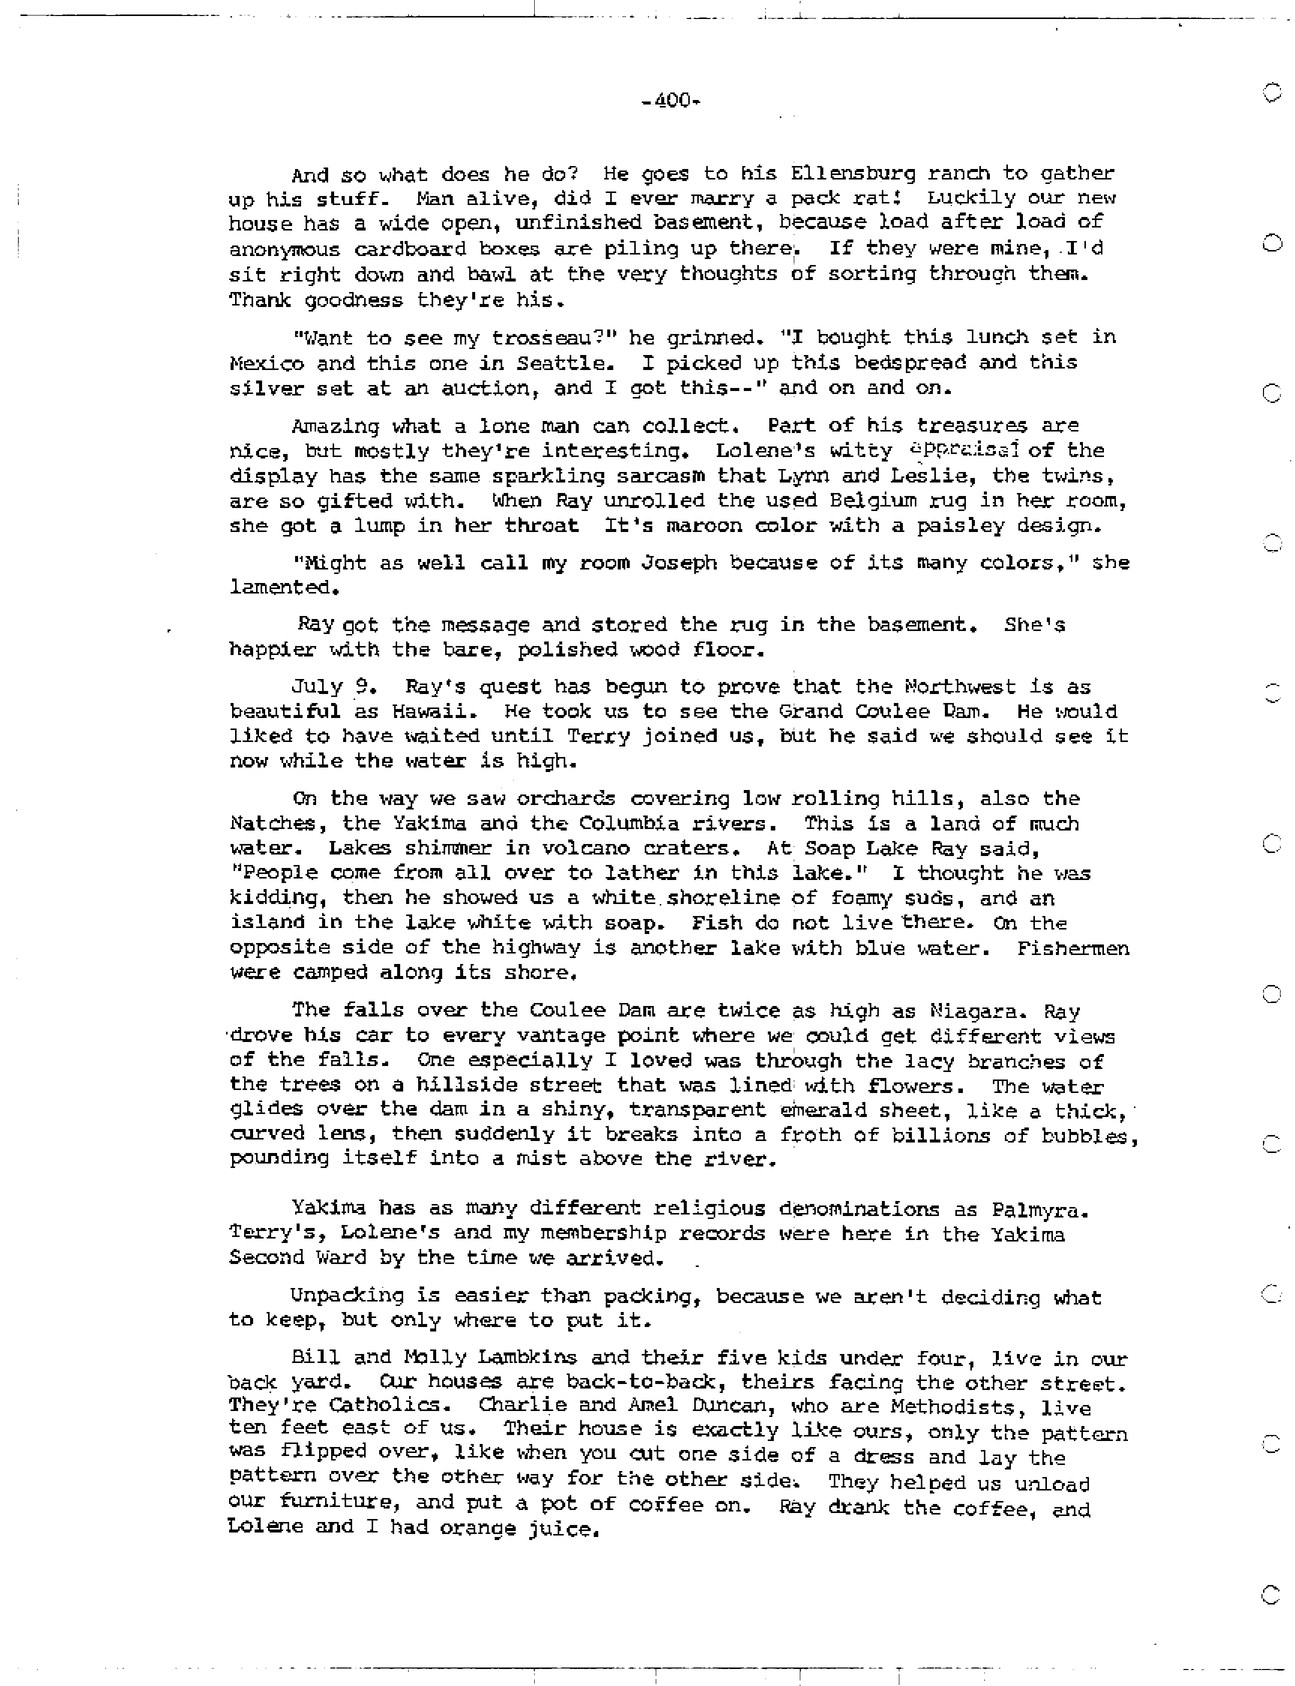 -400-
And so what does he do? He goes to his Ellensburg ranch to gather
up his stuff. Man alive, did I ever marry a pack rat! Luckily our new
house has a wide open, unfinished basement, because load after load of
anonymous cardboard boxes are piling up there. If they were mine, I'd
sit right down and bawl at the very thoughts of sorting through them.
Thank goodness they're his.
"Want to see my trosseau?" he grinned. "I bought this lunch set in
Mexico and this one in Seattle. I picked up this bedspread and this
silver set at an auction, and I got this--" and on and on.
Amazing what a lone man can collect. Part of his treasures are
nice, but mostly they're interesting. Lolene's witty appraisal of the
display has the same sparkling sarcasm that Lynn and Leslie, the twins,
are so gifted with. When Ray unrolled the used Belgium rug in her room,
she got a lump in her throat It's maroon color with a paisley design.
"Might as well call my room Joseph because of its many colors," she
lamented.
Ray got the message and stored the rug in the basement. She's
happier with the bare, polished wood floor.
July 9. Ray's quest has begun to prove that the Northwest is as
beautiful as Hawaii. He took us to see the Grand Coulee Dam. He would
liked to have waited until Terry joined us, but he said we should see it
now while the water is high.
On the way we saw orchards covering low rolling hills, also the
Natches, the Yakima and the Columbia rivers. This is a land of much
water. Lakes shimmer in volcano craters. At Soap Lake Ray said,
"People come from all over to lather in this lake." I thought he was
kidding, then he showed us a white shoreline of foamy suds, and an
island in the lake white with soap. Fish do not live there. On the
opposite side of the highway is another lake with blue water. Fishermen
were camped along its shore.
The falls over the Coulee Dam are twice as high as Niagara. Ray
drove his car to every vantage point where we could get different views
of the falls. One especially I loved was through the lacy branches of
the trees on a hillside street that was lined with flowers. The water
glides over the dam in a shiny, transparent emerald sheet, like a thick,
curved lens, then suddenly it breaks into a froth of billions of bubbles,
pounding itself into a mist above the river.
Yakima has as many different religious denominations as Palmyra.
Terry's, Lolene's and my membership records were here in the Yakima
Second Ward by the time we arrived.
Unpacking is easier than packing, because we aren't deciding what
to keep, but only where to put it.
Bill and Molly Lambkins and their five kids under four, live in our
back yard. Our houses are back-to-back, theirs facing the other street.
They're Catholics. Charlie and Amel Duncan, who are Methodists, live
ten feet east of us. Their house is exactly like ours, only the pattern
was flipped over, like when you cut one side of a dress and lay the
pattern over the other way for the other side. They helped us unload
our furniture, and put a pot of coffee on. Ray drank the coffee, and
Lolene and I had orange juice.